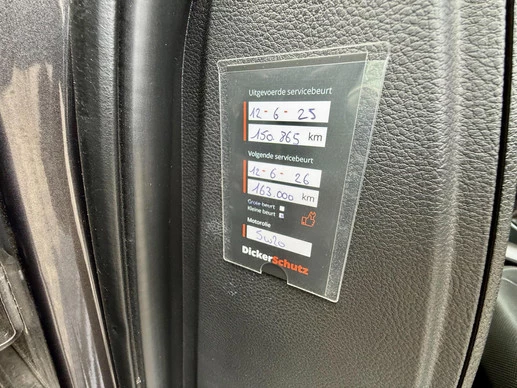 Uitgevoerde servicebeurt
12-6-25
150.865 km
Volgende servicebeurt
12-6-26
163.000 km
Grote beurt
Kleine beurt
Motorolie
5w20
DickerSchutz